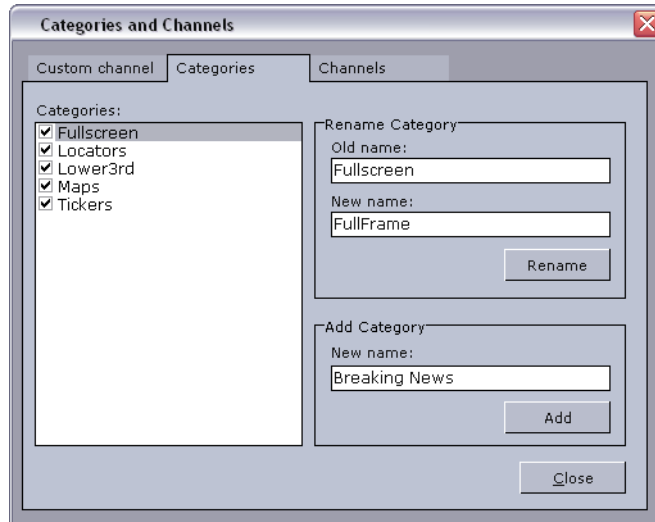 Categories and Channels
Custom channel Categories Channels
Categories:
Fullscreen
Locators
Lower3rd
Maps
Tickers
Rename Category
Old name:
Fullscreen
New name:
FullFrame
Rename
Add Category
New name:
Breaking News
Add
Close